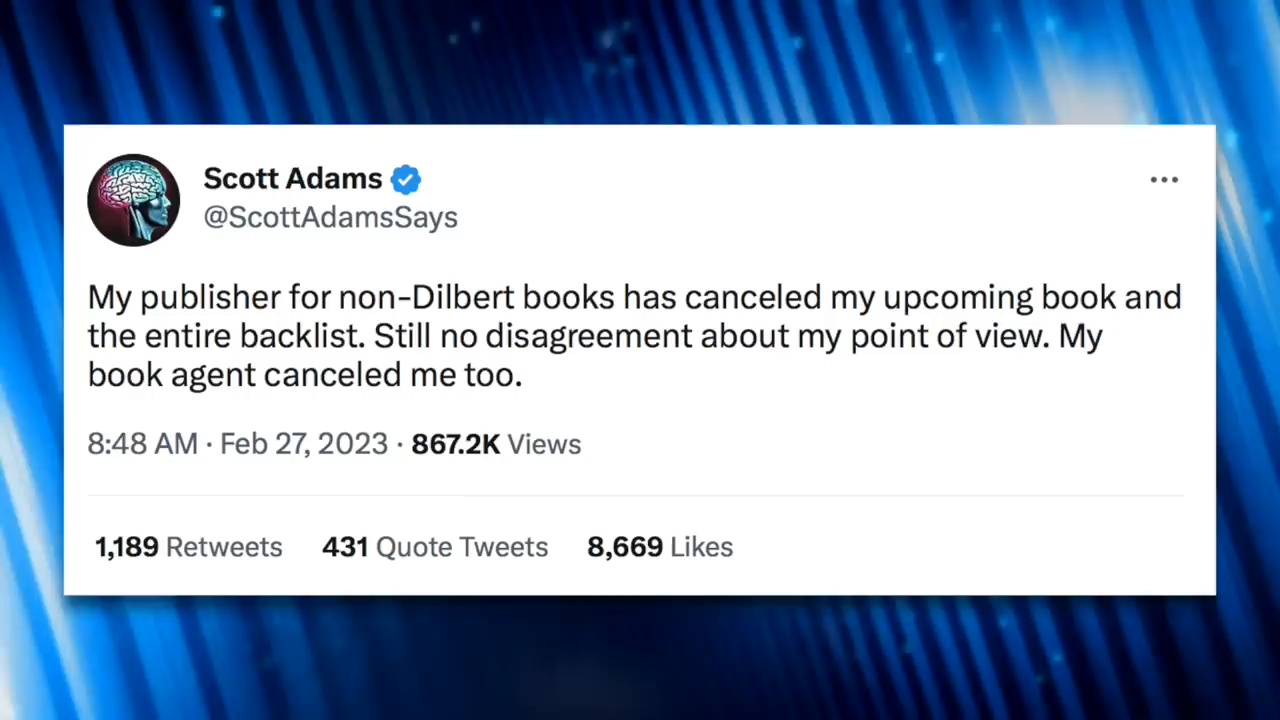 Scott Adams
@ScottAdamsSays
My publisher for non-Dilbert books has canceled my upcoming book and
the entire backlist. Still no disagreement about my point of view. My
book agent canceled me too.
8:48 AM · Feb 27, 2023 · 867.2K Views
1,189 Retweets 431 Quote Tweets 8,669 Likes